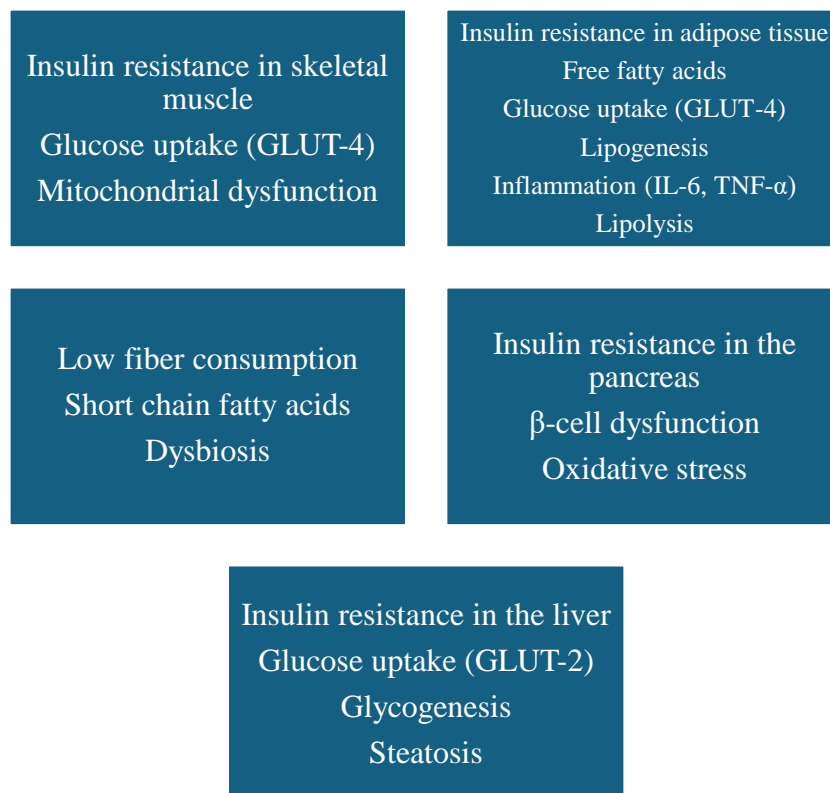 Insulin resistance in skeletal
muscle
Glucose uptake (GLUT-4)
Mitochondrial dysfunction
Insulin resistance in adipose tissue
Free fatty acids
Glucose uptake (GLUT-4)
Lipogenesis
Inflammation (IL-6, TNF-α)
Lipolysis
Low fiber consumption
Short chain fatty acids
Dysbiosis
Insulin resistance in the
pancreas
β-cell dysfunction
Oxidative stress
Insulin resistance in the liver
Glucose uptake (GLUT-2)
Glycogenesis
Steatosis